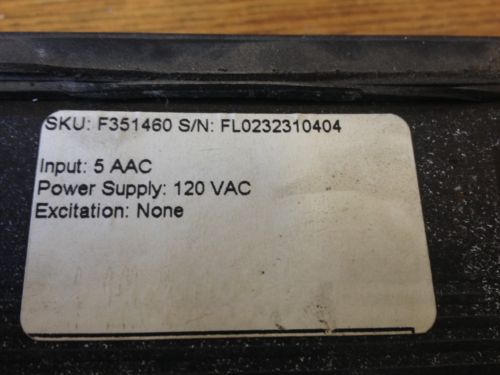 SKU: F351460 S/N: FL0232310404
Input: 5 AAC
Power Supply: 120 VAC
Excitation: None